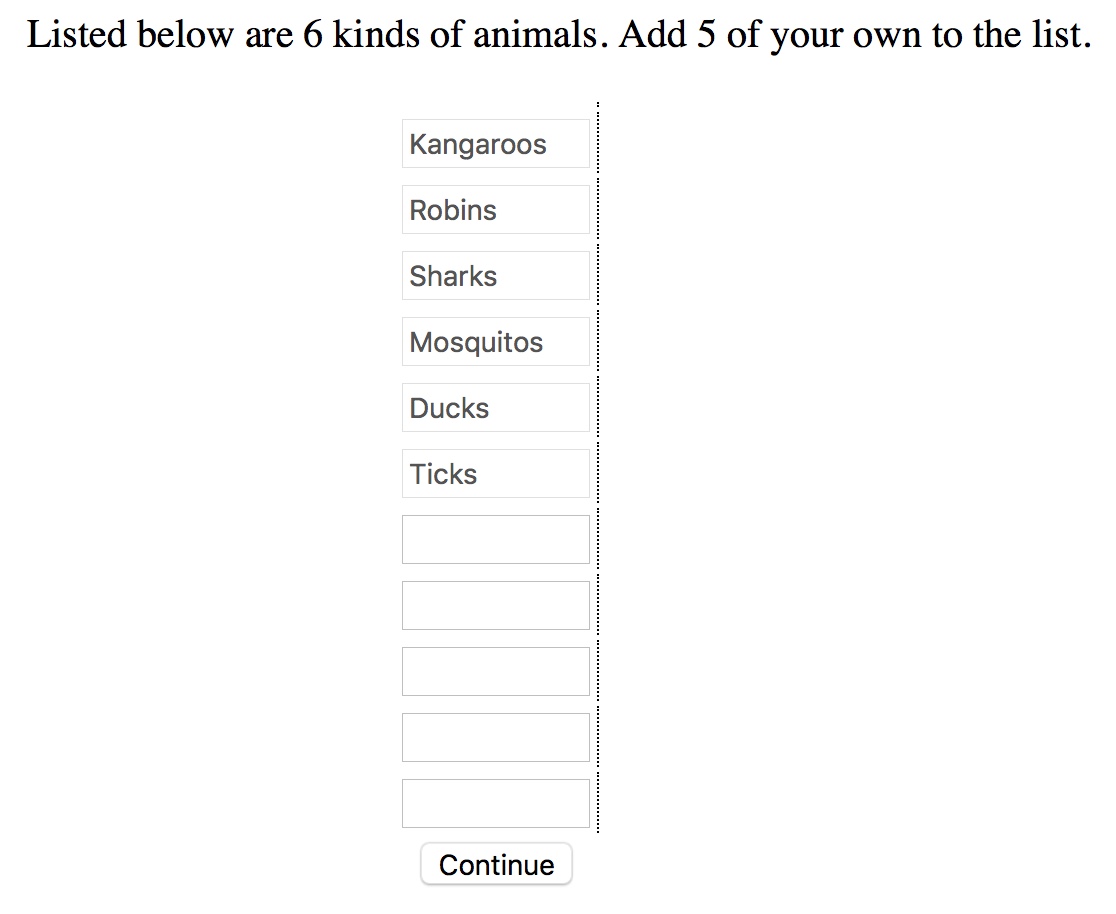 Listed below are 6 kinds of animals. Add 5 of your own to the list.
Kangaroos
Robins
Sharks
Mosquitos
Ducks
Ticks
Continue